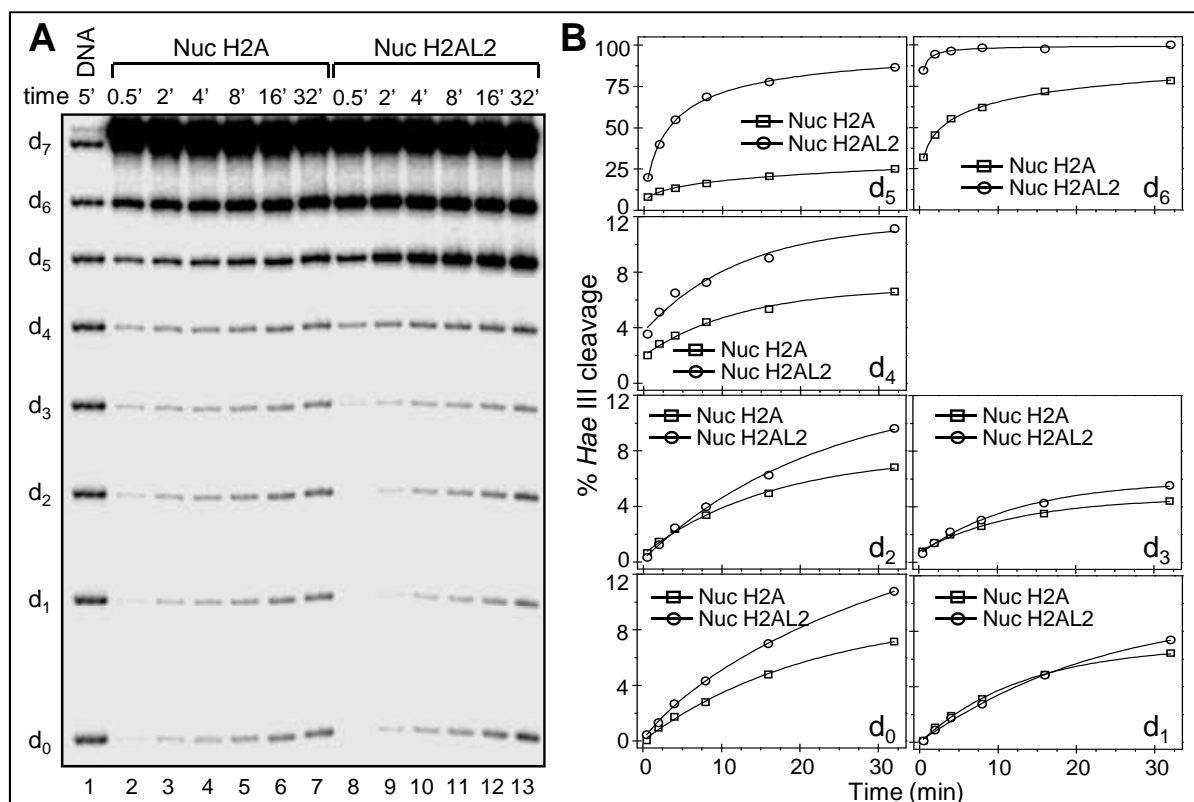 A
DNA
Nuc H2A
Nuc H2AL2
time 5' 0.5' 2' 4' 8' 16' 32' 0.5' 2' 4' 8' 16' 32'
d7
d6
d5
d4
d3
d2
d1
d0
1 2 3 4 5 6 7 8 9 10 11 12 13
B
% Hae III cleavage
100
75
50
25
0
Nuc H2A
Nuc H2AL2
d5
Nuc H2A
Nuc H2AL2
d6
12
8
4
0
Nuc H2A
Nuc H2AL2
d4
12
8
4
0
Nuc H2A
Nuc H2AL2
d2
Nuc H2A
Nuc H2AL2
d3
12
8
4
0
Nuc H2A
Nuc H2AL2
d0
Nuc H2A
Nuc H2AL2
d1
0 10 20 30 0 10 20 30
Time (min)